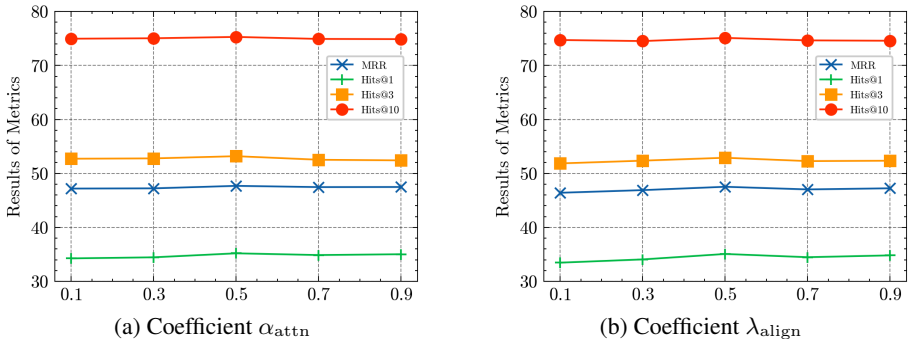 80
70
60
50
40
30
Results of Metrics
MRR
Hits@1
Hits@3
Hits@10
0.1 0.3 0.5 0.7 0.9
(a) Coefficient α_attn
80
70
60
50
40
30
Results of Metrics
MRR
Hits@1
Hits@3
Hits@10
0.1 0.3 0.5 0.7 0.9
(b) Coefficient λ_align